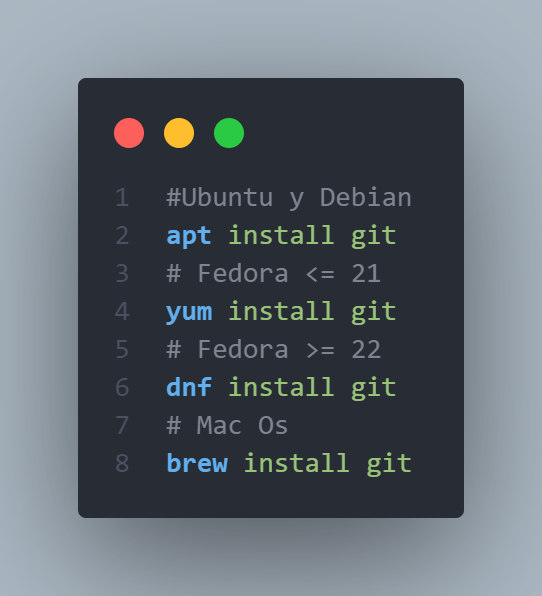 1 #Ubuntu y Debian
2 apt install git
3 # Fedora <= 21
4 yum install git
5 # Fedora >= 22
6 dnf install git
7 # Mac Os
8 brew install git